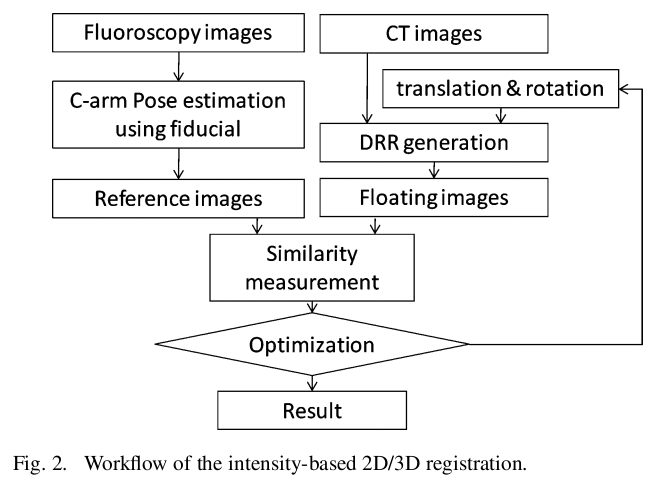 Fluoroscopy images
CT images
C-arm Pose estimation
using fiducial
translation & rotation
DRR generation
Reference images
Floating images
Similarity
measurement
Optimization
Result
Fig. 2. Workflow of the intensity-based 2D/3D registration.